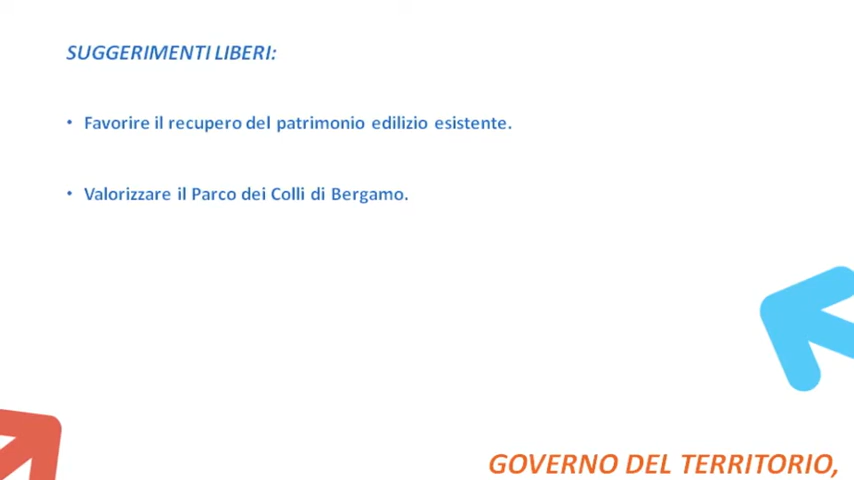 SUGGERIMENTI LIBERI:
• Favorire il recupero del patrimonio edilizio esistente.
• Valorizzare il Parco dei Colli di Bergamo.
GOVERNO DEL TERRITORIO,